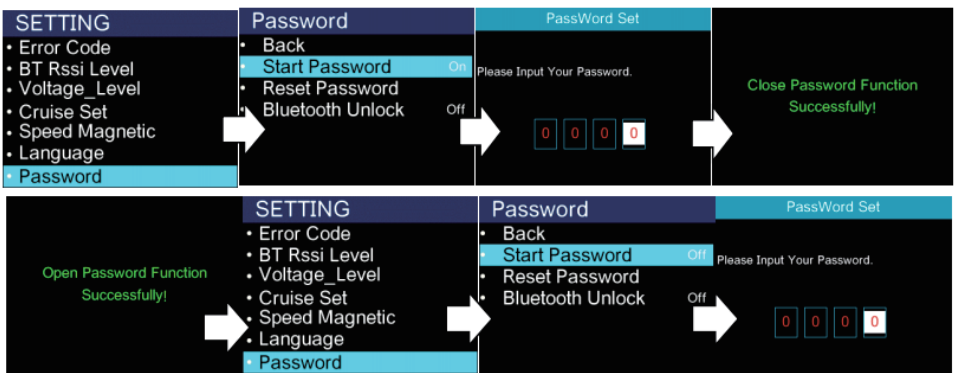 SETTING
• Error Code
• BT Rssi Level
• Voltage_Level
• Cruise Set
• Speed Magnetic
• Language
• Password
Password
• Back
• Start Password On
• Reset Password
• Bluetooth Unlock Off
PassWord Set
Please Input Your Password.
0 0 0 0
Close Password Function
Successfully!
Open Password Function
Successfully!
SETTING
• Error Code
• BT Rssi Level
• Voltage_Level
• Cruise Set
• Speed Magnetic
• Language
• Password
Password
• Back
• Start Password Off
• Reset Password
• Bluetooth Unlock Off
PassWord Set
Please Input Your Password.
0 0 0 0